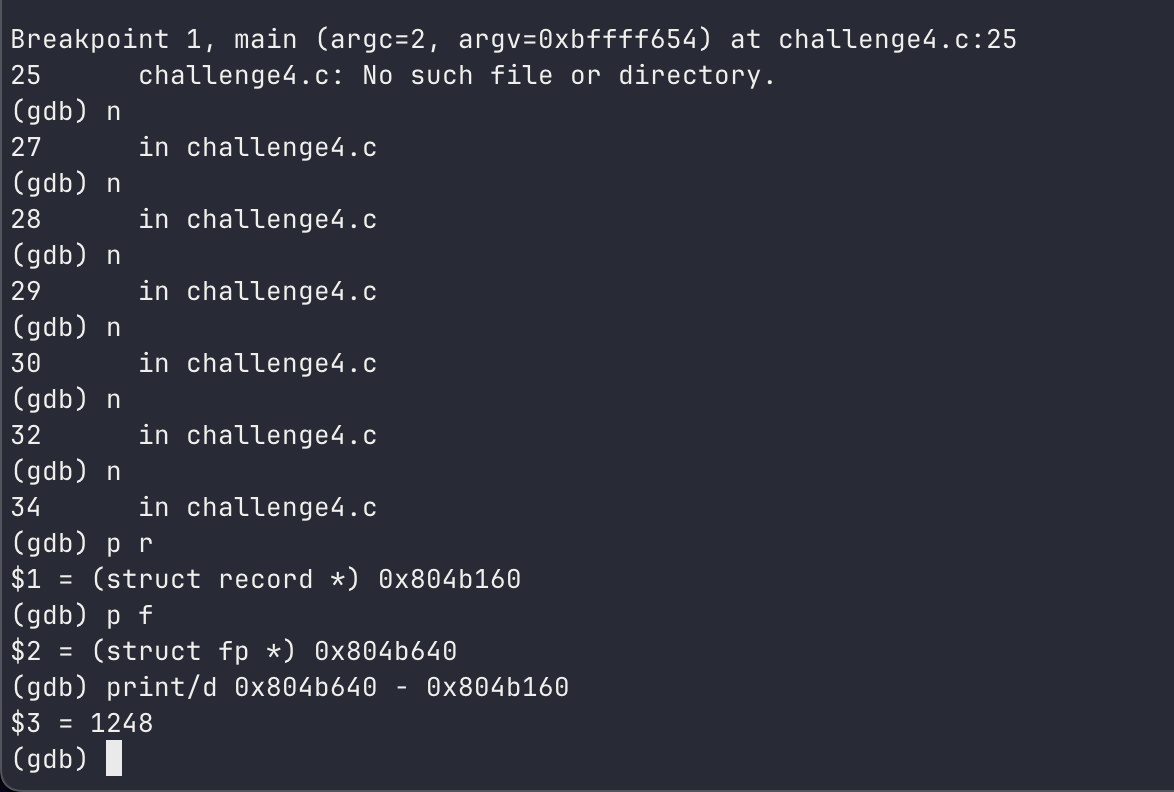 Breakpoint 1, main (argc=2, argv=0xbffff654) at challenge4.c:25
25      challenge4.c: No such file or directory.
(gdb) n
27      in challenge4.c
(gdb) n
28      in challenge4.c
(gdb) n
29      in challenge4.c
(gdb) n
30      in challenge4.c
(gdb) n
32      in challenge4.c
(gdb) n
34      in challenge4.c
(gdb) p r
$1 = (struct record *) 0x804b160
(gdb) p f
$2 = (struct fp *) 0x804b640
(gdb) print/d 0x804b640 - 0x804b160
$3 = 1248
(gdb)